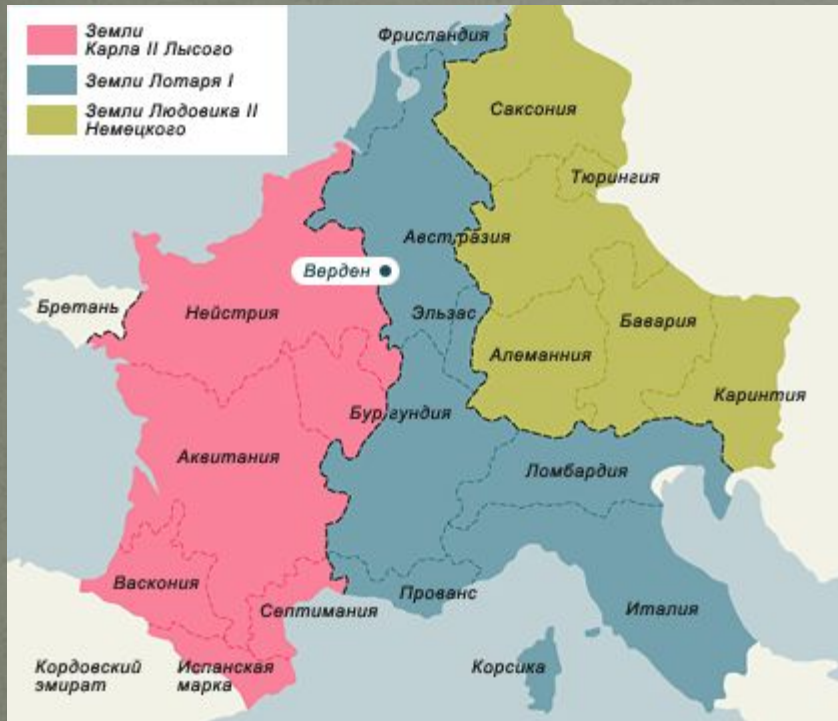 Земли
Карла II Лысого
Земли Лотаря I
Земли Людовика II
Немецкого
Фрисландия
Саксония
Тюрингия
Австразия
Верден
Бретань
Нейстрия
Эльзас
Бавария
Алеманния
Каринтия
Бургундия
Аквитания
Ломбардия
Васкония
Прованс
Септимания
Италия
Кордовский
эмират
Испанская
марка
Корсика